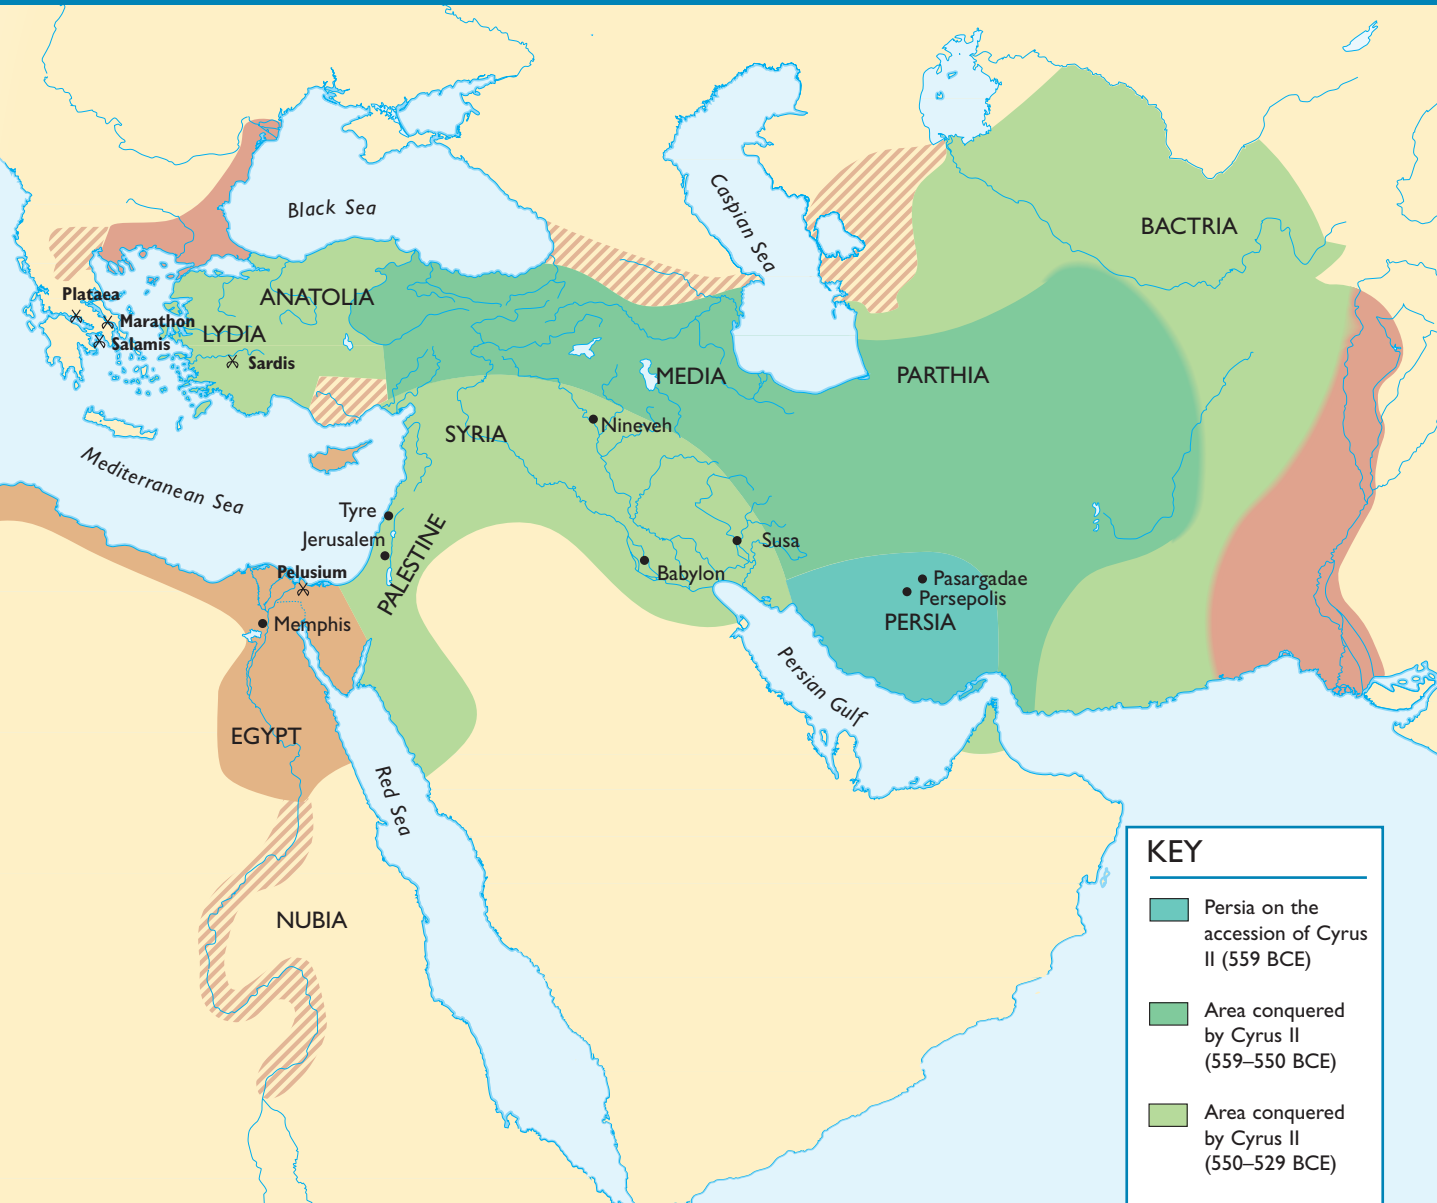 Black Sea
Caspian Sea
BACTRIA
ANATOLIA
Plataea
Marathon
LYDIA
Salamis
Sardis
MEDIA
PARTHIA
Nineveh
SYRIA
Mediterranean Sea
Tyre
Jerusalem
PALESTINE
Susa
Babylon
Pelusium
Pasargadae
Persepolis
PERSIA
Memphis
Persian Gulf
EGYPT
Red Sea
NUBIA
KEY
Persia on the
accession of Cyrus
II (559 BCE)
Area conquered
by Cyrus II
(559–550 BCE)
Area conquered
by Cyrus II
(550–529 BCE)